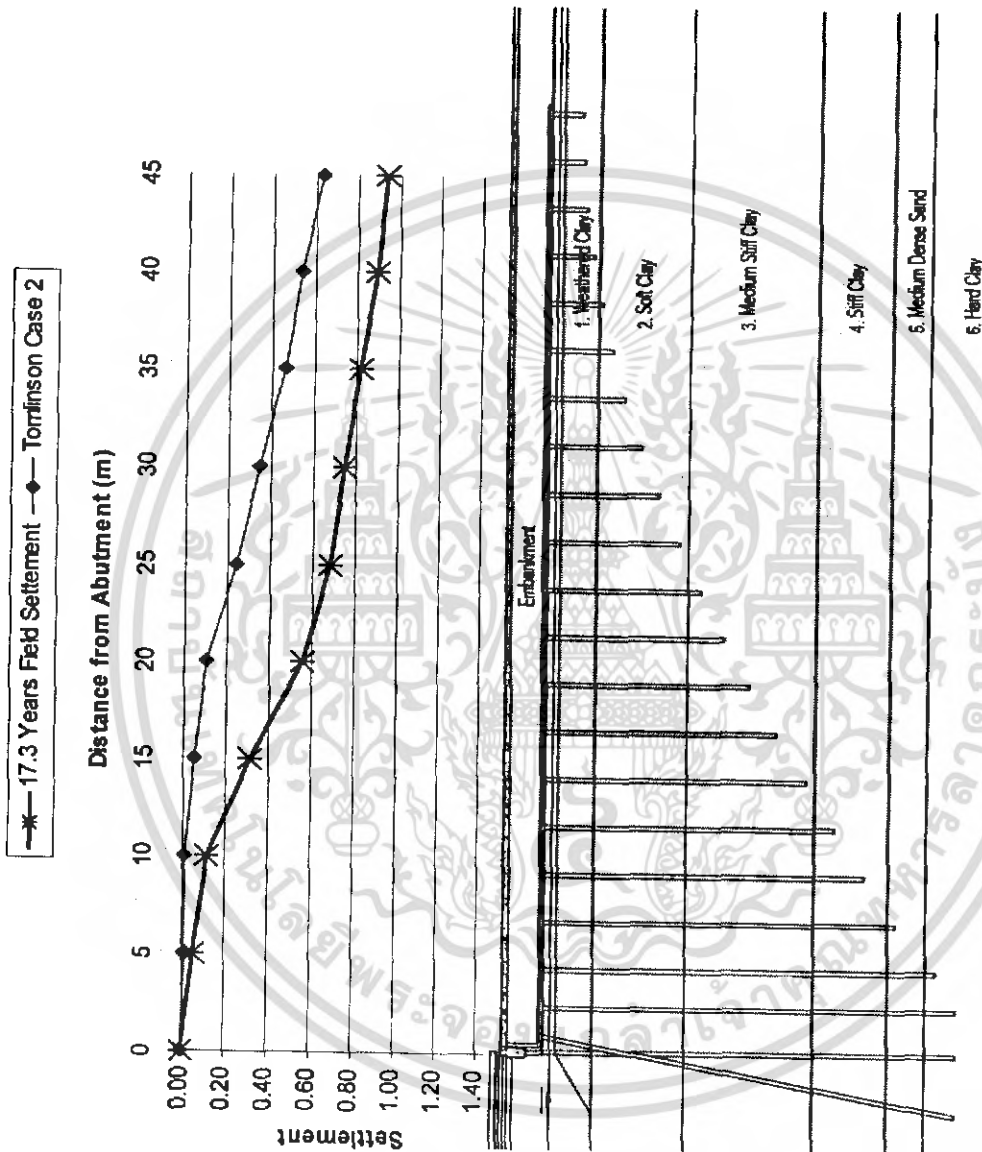 17.3 Years Field Settlement
Tomlinson Case 2
Distance from Abutment (m)
0 5 10 15 20 25 30 35 40 45
0.00
0.20
0.40
0.60
0.80
1.00
1.20
1.40
Settlement
Embankment
1. Weathered Clay
2. Soft Clay
3. Medium Stiff Clay
4. Stiff Clay
5. Medium Dense Sand
6. Hard Clay